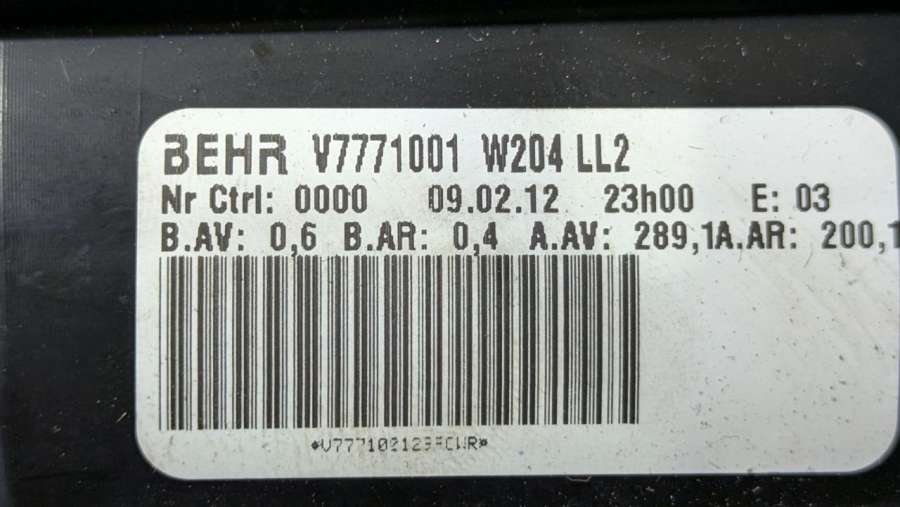 BEHR V7771001 W204 LL2
Nr Ctrl: 0000 09.02.12 23h00 E: 03
B.AV: 0,6 B.AR: 0,4 A.AV: 289,1A.AR: 200,1